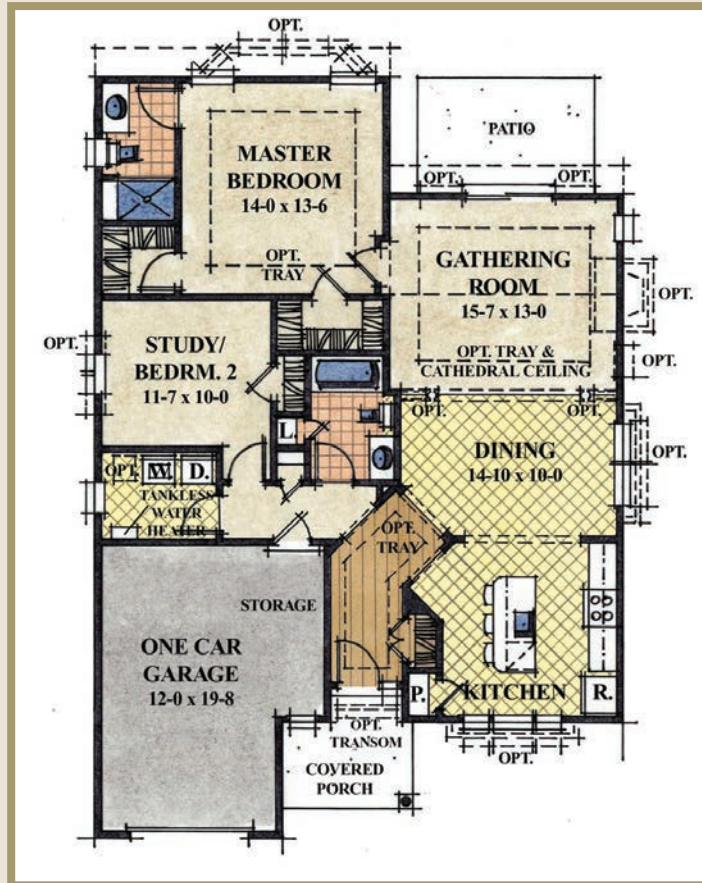 OPT.
MASTER
BEDROOM
14-0 x 13-6
OPT.
TRAY
PATIO
OPT.
OPT.
GATHERING
ROOM
15-7 x 13-0
OPT.
OPT. TRAY &
CATHEDRAL CEILING
OPT.
OPT.
STUDY/
BEDRM. 2
11-7 x 10-0
L.
OPT.
OPT.
DINING
14-10 x 10-0
OPT.
OPT.
W.
D.
TANKLESS
WATER
HEATER
OPT.
TRAY
STORAGE
ONE CAR
GARAGE
12-0 x 19-8
P.
KITCHEN
R.
OPT.
TRANSOM
COVERED
PORCH
OPT.